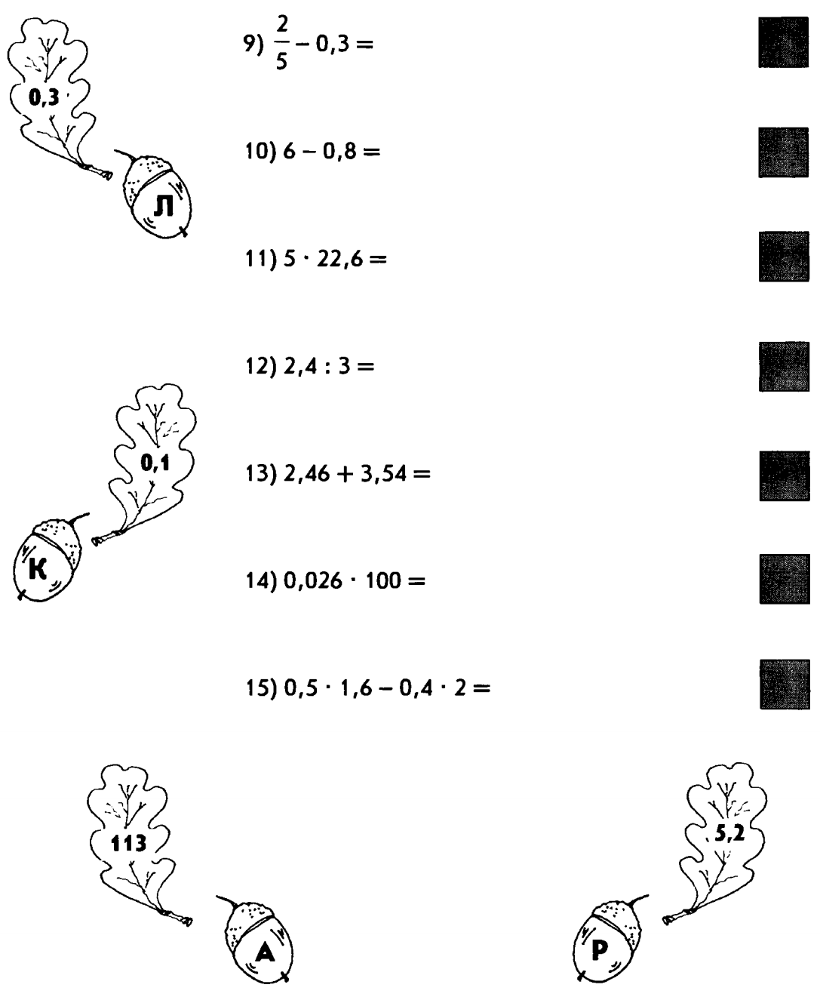 9) 2/5 – 0,3 =
0,3
10) 6 – 0,8 =
Л
11) 5 · 22,6 =
12) 2,4 : 3 =
0,1
13) 2,46 + 3,54 =
К
14) 0,026 · 100 =
15) 0,5 · 1,6 – 0,4 · 2 =
113
5,2
А
Р